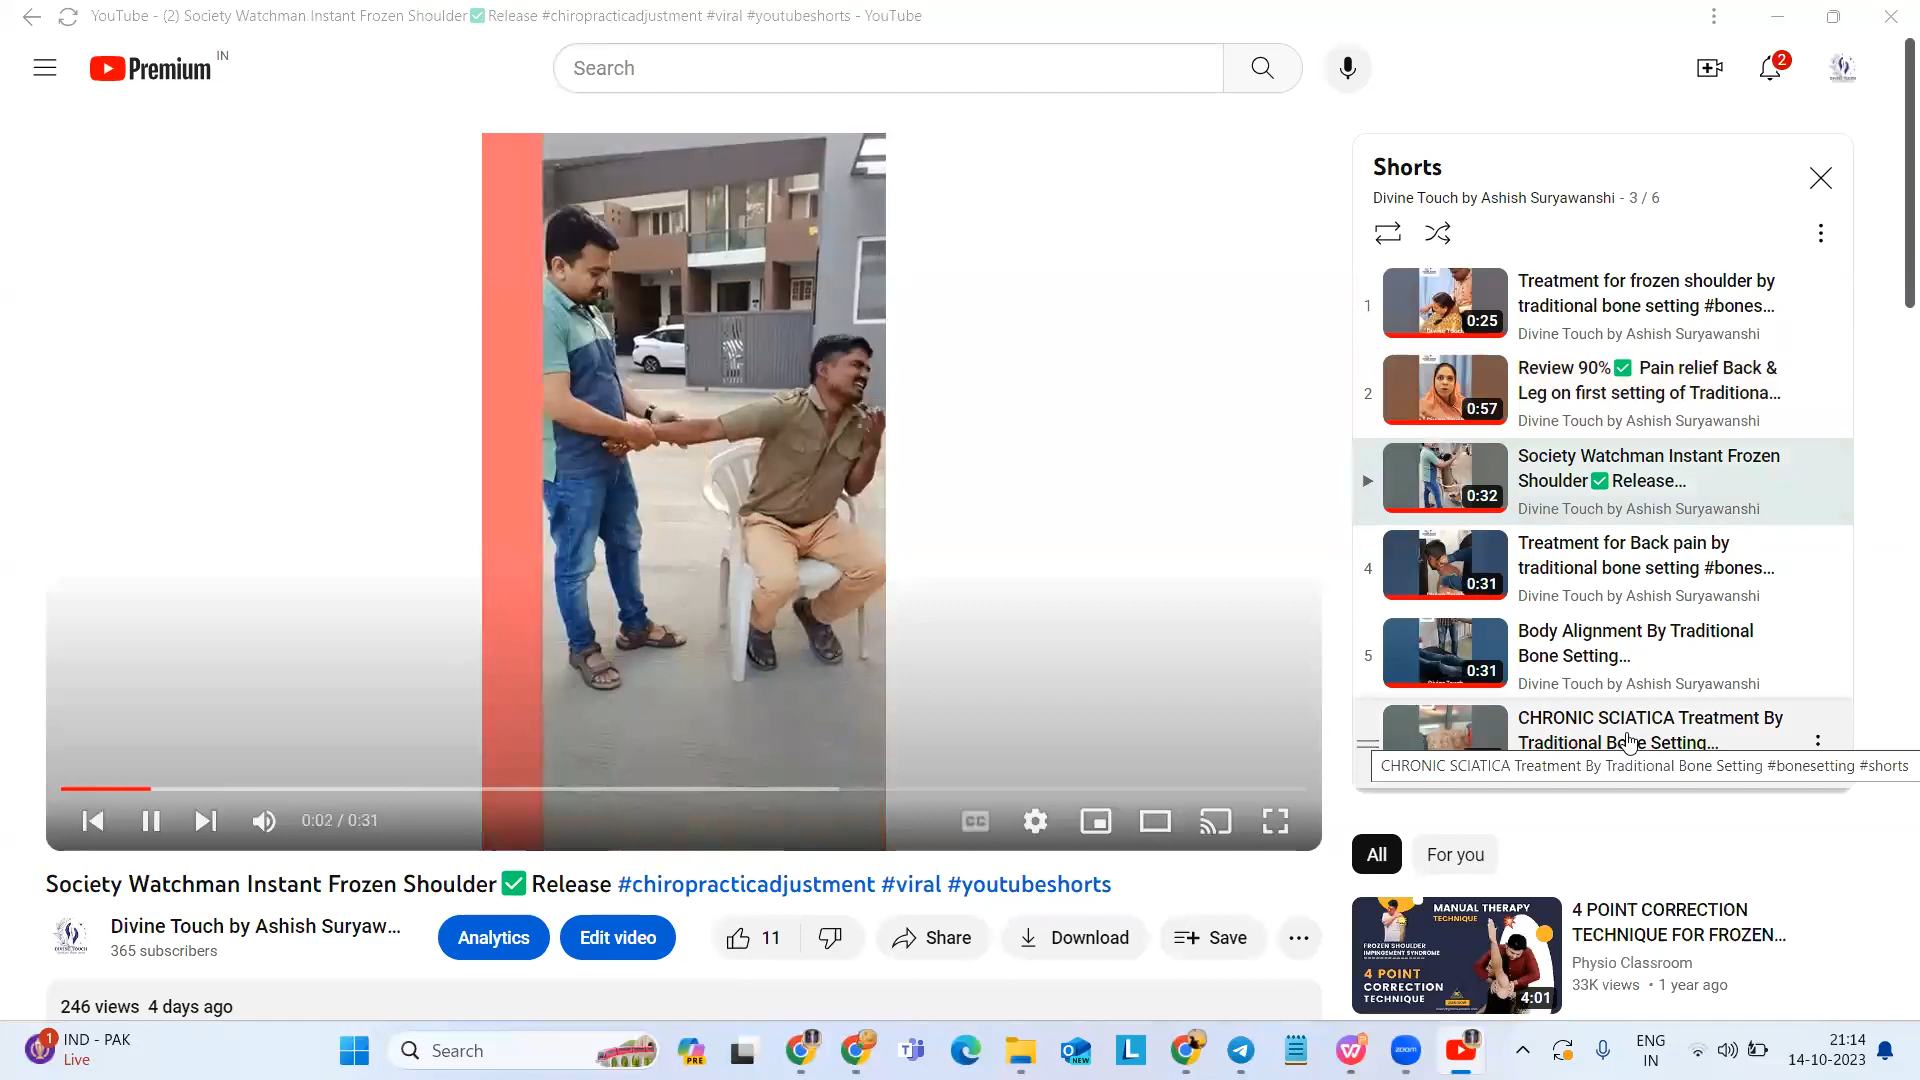 YouTube - (2) Society Watchman Instant Frozen Shoulder✅Release #chiropracticadjustment #viral #youtubeshorts - YouTube
Premium IN
Search
2
Shorts
Divine Touch by Ashish Suryawanshi - 3 / 6
1
0:25
Treatment for frozen shoulder by
traditional bone setting #bones...
Divine Touch by Ashish Suryawanshi
2
0:57
Review 90%✅ Pain relief Back &
Leg on first setting of Traditiona...
Divine Touch by Ashish Suryawanshi
0:32
Society Watchman Instant Frozen
Shoulder✅Release...
Divine Touch by Ashish Suryawanshi
4
0:31
Treatment for Back pain by
traditional bone setting #bones...
Divine Touch by Ashish Suryawanshi
5
0:31
Body Alignment By Traditional
Bone Setting...
Divine Touch by Ashish Suryawanshi
CHRONIC SCIATICA Treatment By
Traditional Bone Setting...
CHRONIC SCIATICA Treatment By Traditional Bone Setting #bonesetting #shorts
0:02 / 0:31
CC
All
For you
Society Watchman Instant Frozen Shoulder✅Release #chiropracticadjustment #viral #youtubeshorts
Divine Touch by Ashish Suryaw...
365 subscribers
Analytics
Edit video
11
Share
Download
Save
246 views 4 days ago
MANUAL THERAPY
TECHNIQUE
FROZEN SHOULDER
IMPINGEMENT SYNDROME
4 POINT
CORRECTION
TECHNIQUE
4:01
4 POINT CORRECTION
TECHNIQUE FOR FROZEN...
Physio Classroom
33K views • 1 year ago
1
IND - PAK
Live
Search
PRE
NEW
L
zoom
ENG
IN
21:14
14-10-2023